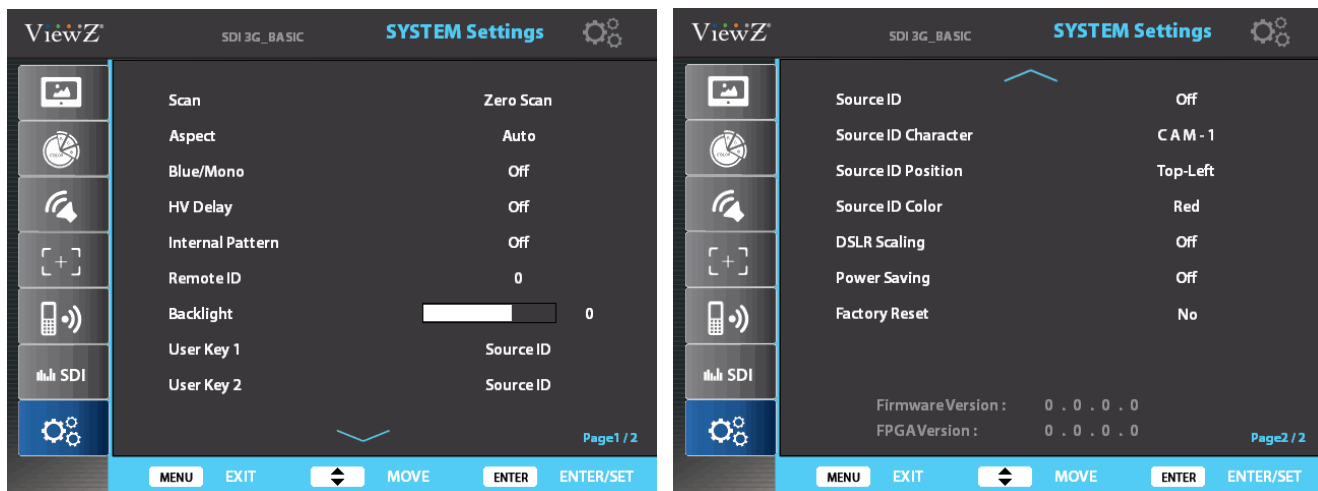 ViewZ SDI 3G_BASIC SYSTEM Settings
Scan Zero Scan
Aspect Auto
COLOR
Blue/Mono Off
HV Delay Off
Internal Pattern Off
Remote ID 0
Backlight 0
User Key 1 Source ID
SDI
User Key 2 Source ID
Page1 / 2
MENU EXIT MOVE ENTER ENTER/SET
ViewZ SDI 3G_BASIC SYSTEM Settings
Source ID Off
Source ID Character C A M - 1
COLOR
Source ID Position Top-Left
Source ID Color Red
DSLR Scaling Off
Power Saving Off
Factory Reset No
SDI
Firmware Version : 0 . 0 . 0 . 0
FPGA Version : 0 . 0 . 0 . 0
Page2 / 2
MENU EXIT MOVE ENTER ENTER/SET